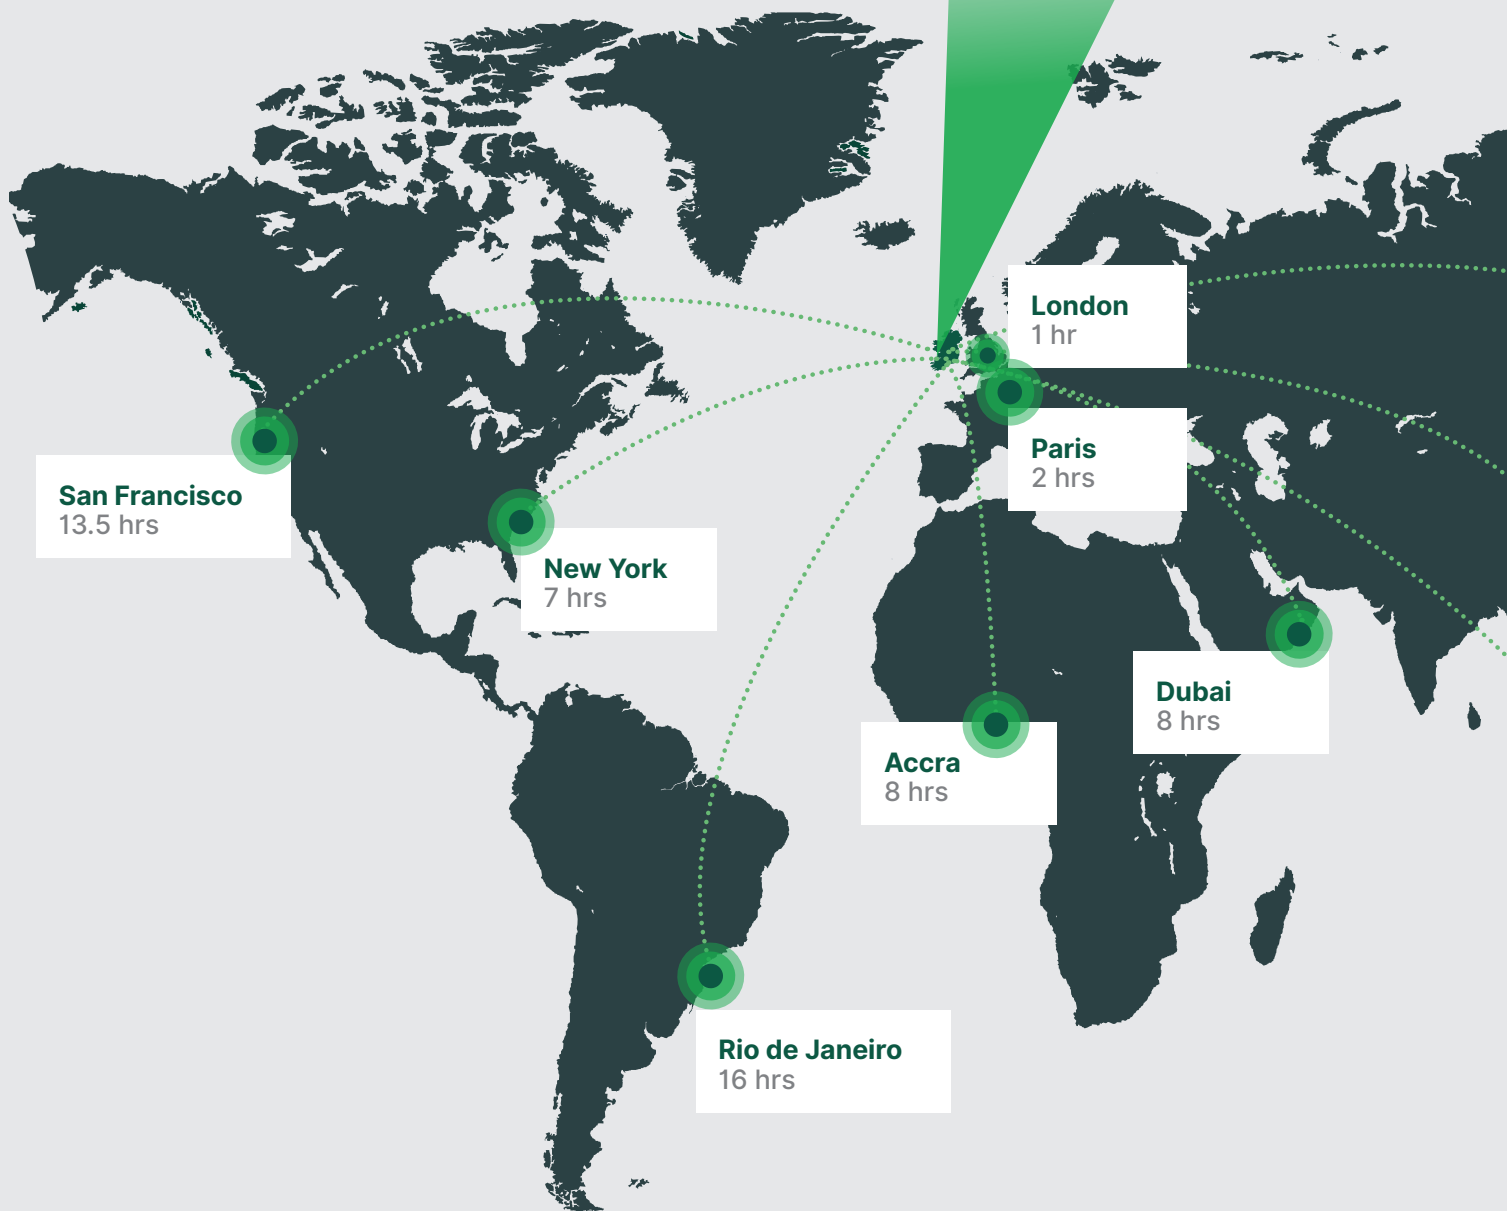 London
1 hr
Paris
2 hrs
San Francisco
13.5 hrs
New York
7 hrs
Dubai
8 hrs
Accra
8 hrs
Rio de Janeiro
16 hrs